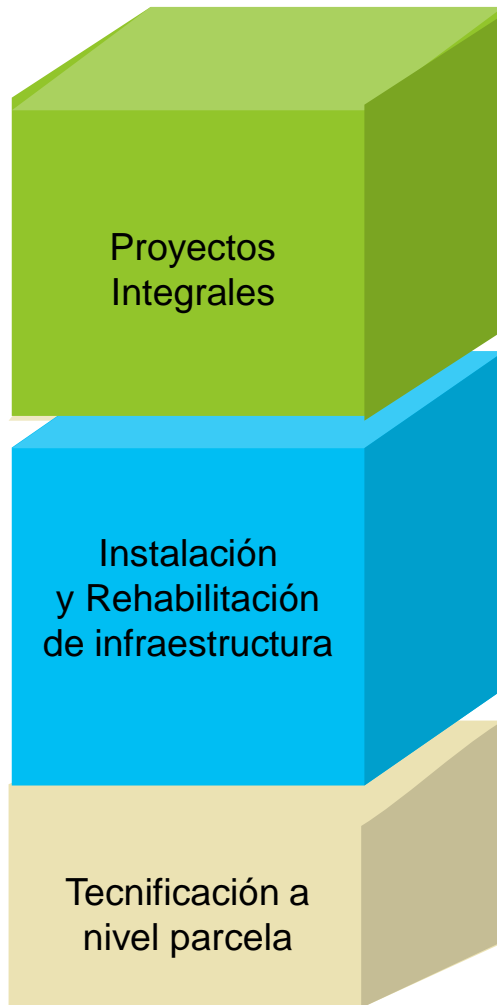 Proyectos
Integrales
Instalación
y Rehabilitación
de infraestructura
Tecnificación a
nivel parcela